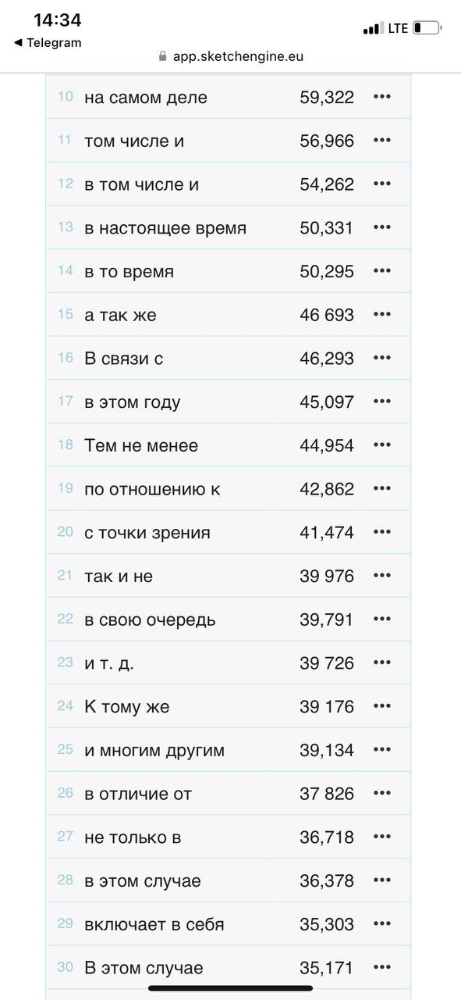 14:34
LTE
◀ Telegram
app.sketchengine.eu
10 на самом деле 59,322 •••
11 том числе и 56,966 •••
12 в том числе и 54,262 •••
13 в настоящее время 50,331 •••
14 в то время 50,295 •••
15 а так же 46 693 •••
16 В связи с 46,293 •••
17 в этом году 45,097 •••
18 Тем не менее 44,954 •••
19 по отношению к 42,862 •••
20 с точки зрения 41,474 •••
21 так и не 39 976 •••
22 в свою очередь 39,791 •••
23 и т. д. 39 726 •••
24 К тому же 39 176 •••
25 и многим другим 39,134 •••
26 в отличие от 37 826 •••
27 не только в 36,718 •••
28 в этом случае 36,378 •••
29 включает в себя 35,303 •••
30 В этом случае 35,171 •••